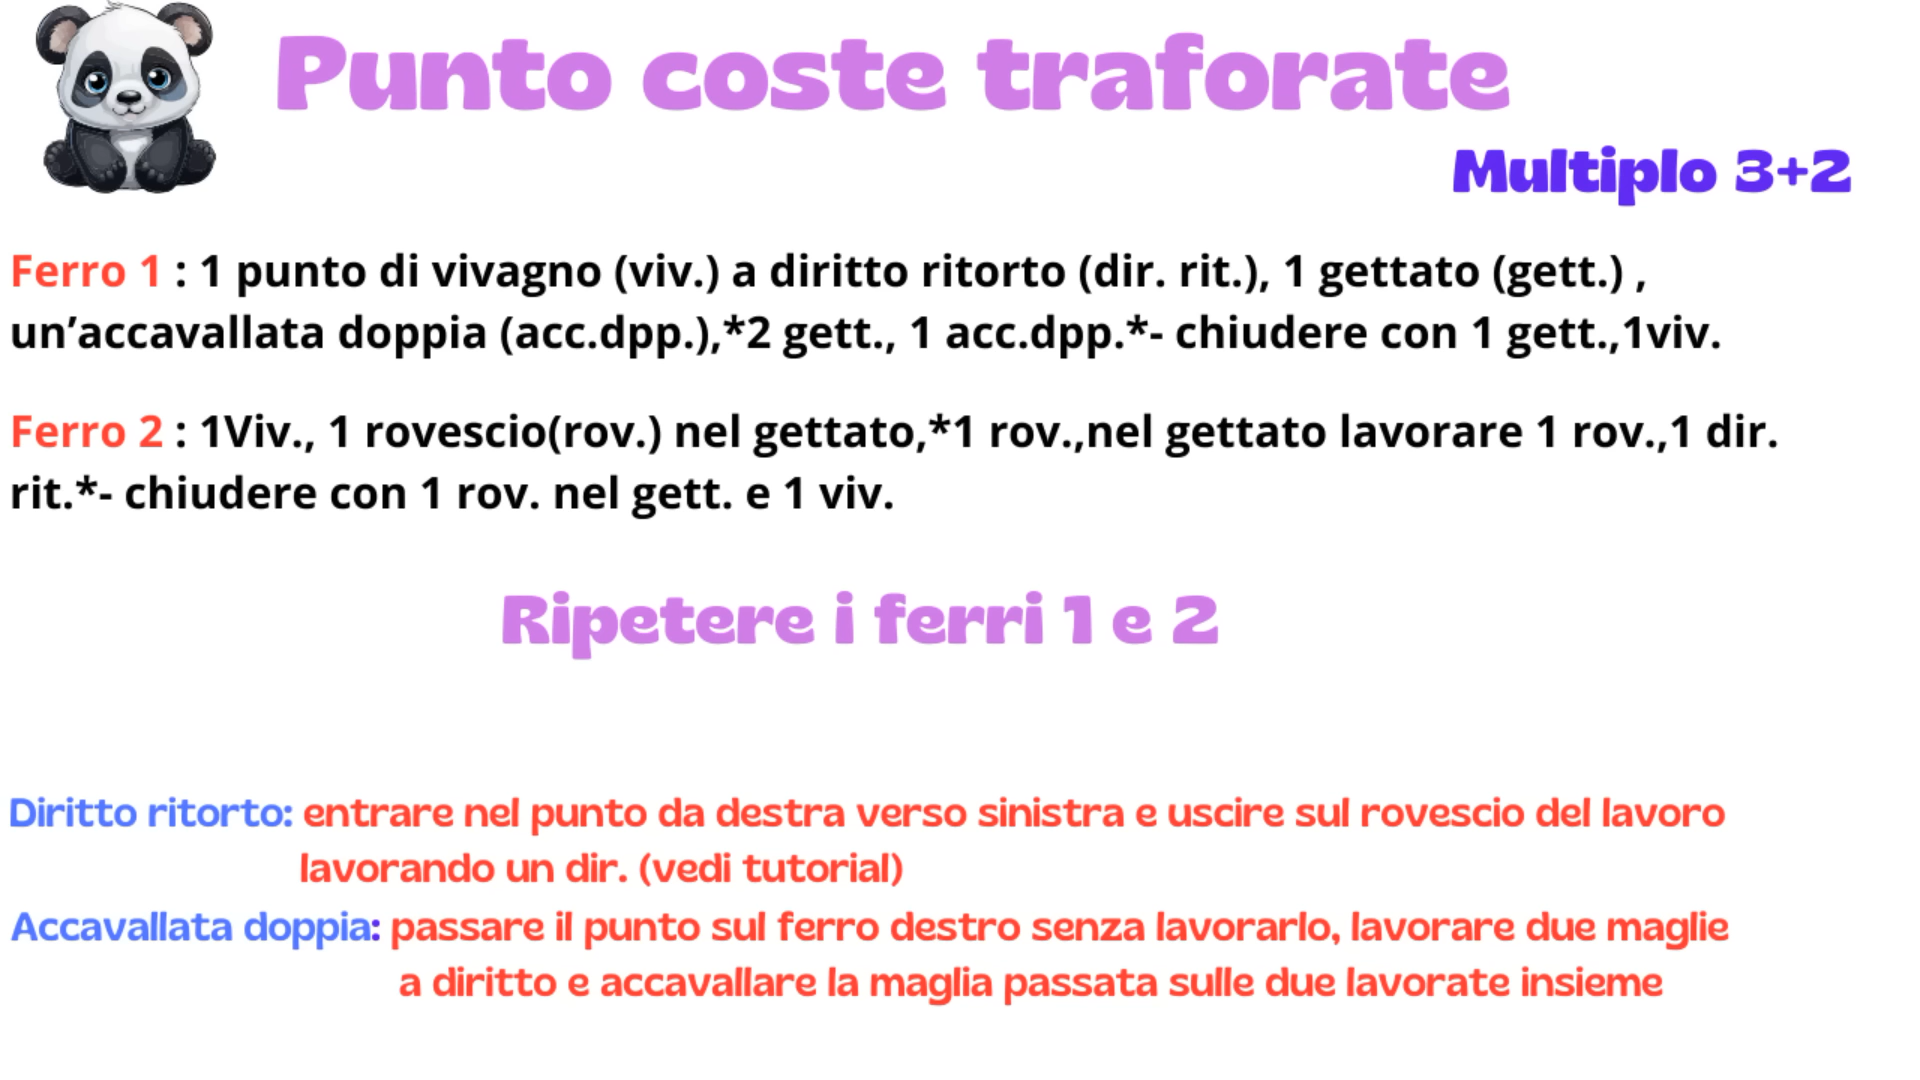 Punto coste traforate
Multiplo 3+2
Ferro 1 : 1 punto di vivagno (viv.) a diritto ritorto (dir. rit.), 1 gettato (gett.) ,
un’accavallata doppia (acc.dpp.),*2 gett., 1 acc.dpp.*- chiudere con 1 gett.,1viv.
Ferro 2 : 1Viv., 1 rovescio(rov.) nel gettato,*1 rov.,nel gettato lavorare 1 rov.,1 dir.
rit.*- chiudere con 1 rov. nel gett. e 1 viv.
Ripetere i ferri 1 e 2
Diritto ritorto: entrare nel punto da destra verso sinistra e uscire sul rovescio del lavoro
lavorando un dir. (vedi tutorial)
Accavallata doppia: passare il punto sul ferro destro senza lavorarlo, lavorare due maglie
a diritto e accavallare la maglia passata sulle due lavorate insieme